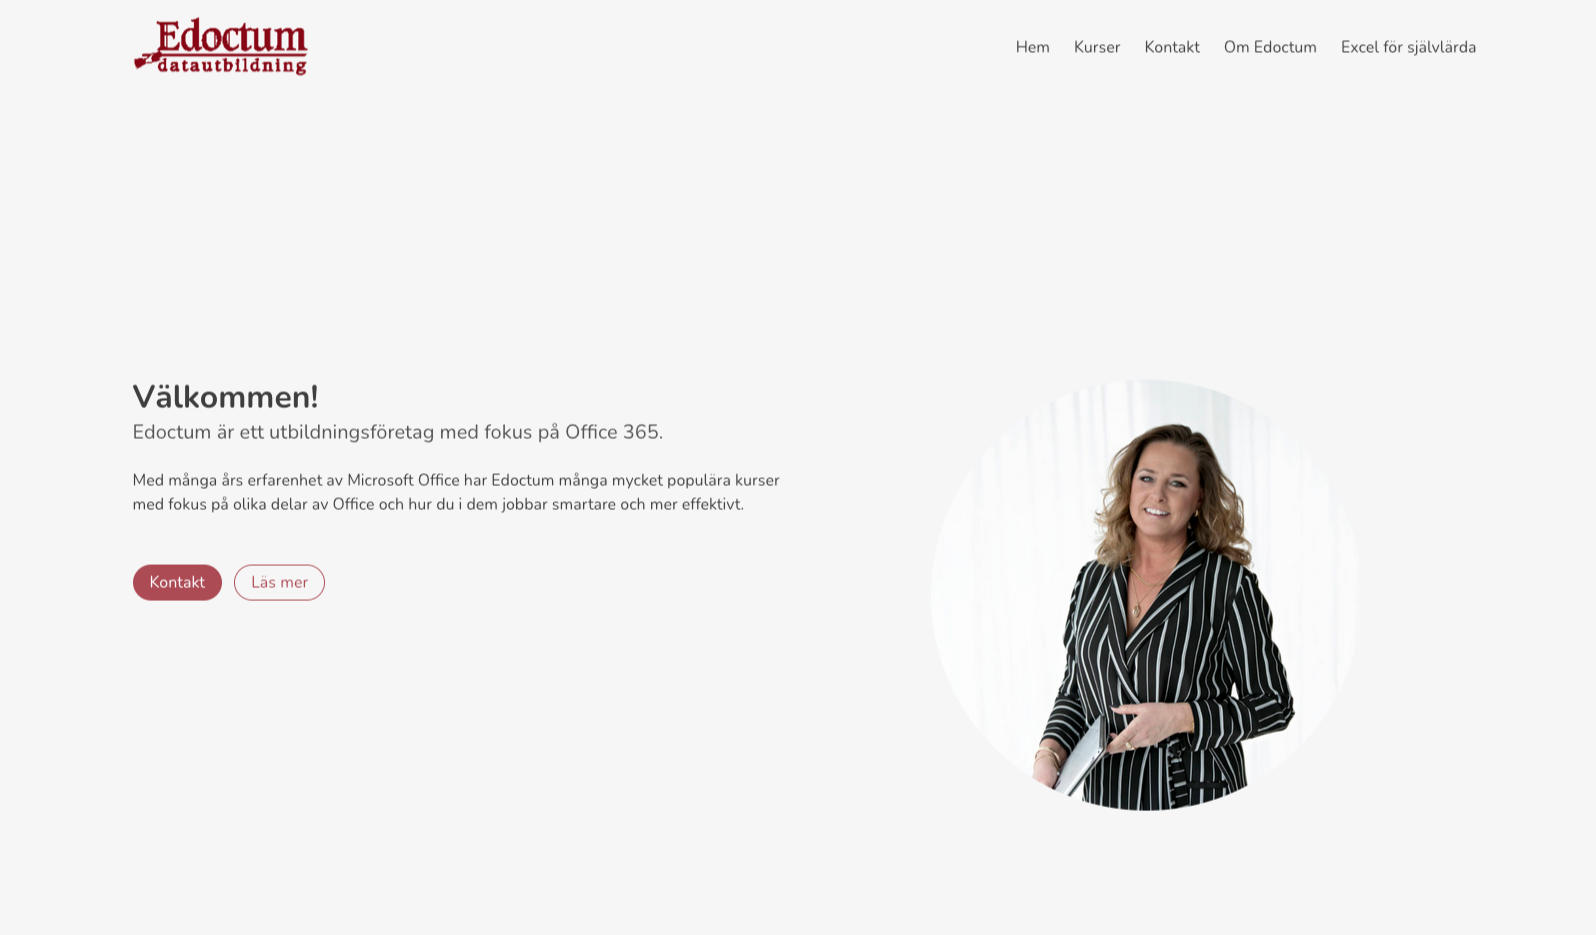 Edoctum
datautbildning
Hem Kurser Kontakt Om Edoctum Excel för självlärda
Välkommen!
Edoctum är ett utbildningsföretag med fokus på Office 365.
Med många års erfarenhet av Microsoft Office har Edoctum många mycket populära kurser
med fokus på olika delar av Office och hur du i dem jobbar smartare och mer effektivt.
Kontakt Läs mer